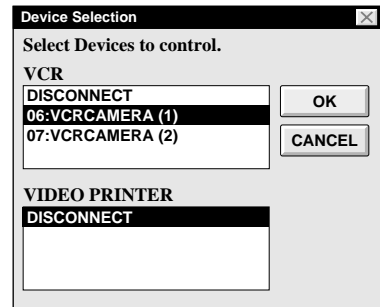 Device Selection
Select Devices to control.
VCR
DISCONNECT
06:VCRCAMERA (1)
07:VCRCAMERA (2)
OK
CANCEL
VIDEO PRINTER
DISCONNECT